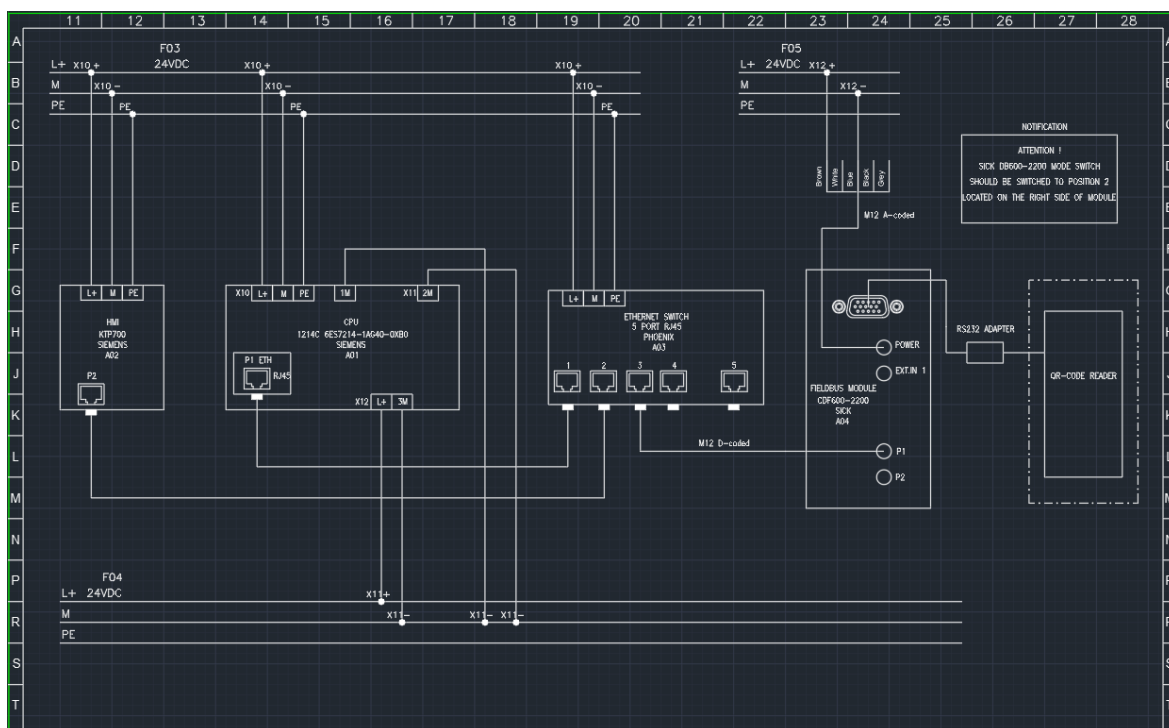 11 12 13 14 15 16 17 18 19 20 21 22 23 24 25 26 27 28
A
B
C
D
E
F
G
H
J
K
L
M
N
P
R
S
T
F03
L+ X10+ 24VDC X10+ X10+
M X10- X10- X10-
PE PE PE PE
F05
L+ 24VDC X12+
M X12-
PE
NOTIFICATION
ATTENTION !
SICK DB600-2200 MODE SWITCH
SHOULD BE SWITCHED TO POSITION 2
LOCATED ON THE RIGHT SIDE OF MODULE
Brown
White
Blue
Black
Grey
M12 A-coded
L+ M PE
HMI
KTP700
SIEMENS
A02
P2
X10 L+ M PE 1M X11 2M
CPU
1214C 6ES7214-1AG40-0XB0
SIEMENS
A01
P1 ETH
RJ45
X12 L+ 3M
L+ M PE
ETHERNET SWITCH
5 PORT RJ45
PHOENIX
A03
1 2 3 4 5
M12 D-coded
POWER
EXT.IN 1
FIELDBUS MODULE
CDF600-2200
SICK
A04
P1
P2
RS232 ADAPTER
QR-CODE READER
F04
L+ 24VDC X11+
M X11- X11- X11-
PE